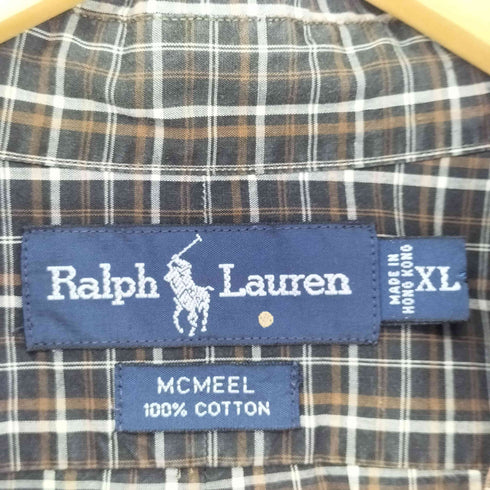 Ralph Lauren
MADE IN
HONG KONG
XL
MCMEEL
100% COTTON